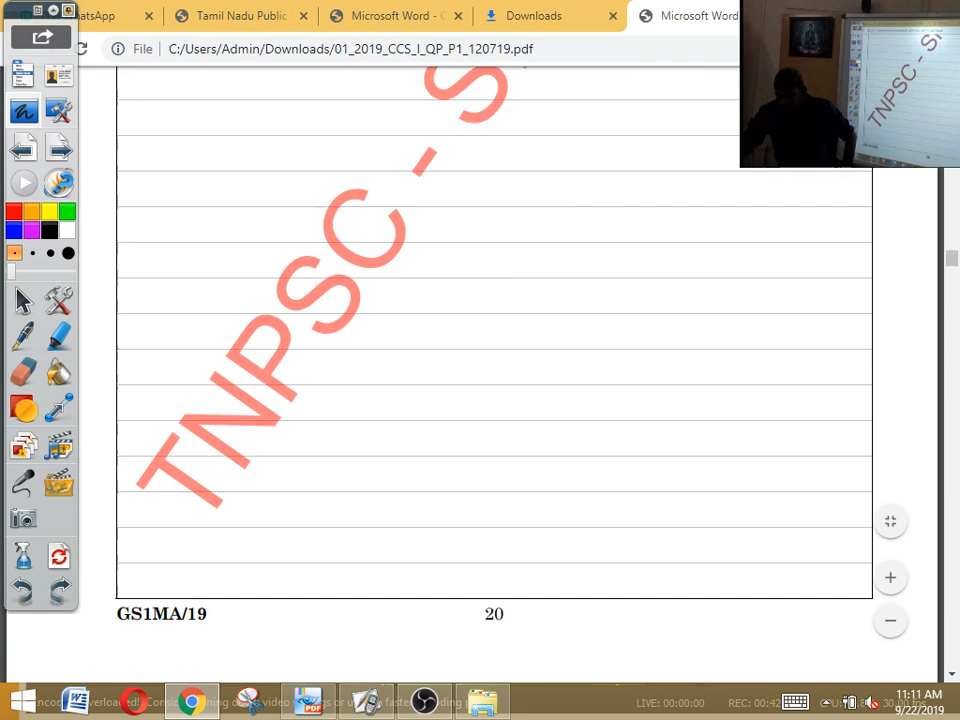 atsApp
Tamil Nadu Public
Microsoft Word - C
Downloads
Microsoft Word
File
C:/Users/Admin/Downloads/01_2019_CCS_I_QP_P1_120719.pdf
TNPSC - S
TNPSC - S
GS1MA/19
20
LIVE: 00:00:00
REC: 00:42
11:11 AM
9/22/2019